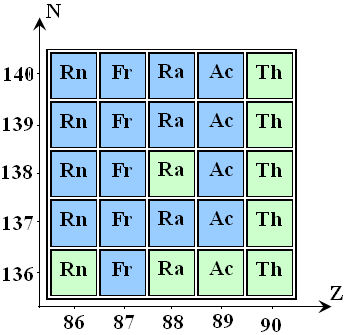 N
140 Rn Fr Ra Ac Th
139 Rn Fr Ra Ac Th
138 Rn Fr Ra Ac Th
137 Rn Fr Ra Ac Th
136 Rn Fr Ra Ac Th
Z
86 87 88 89 90